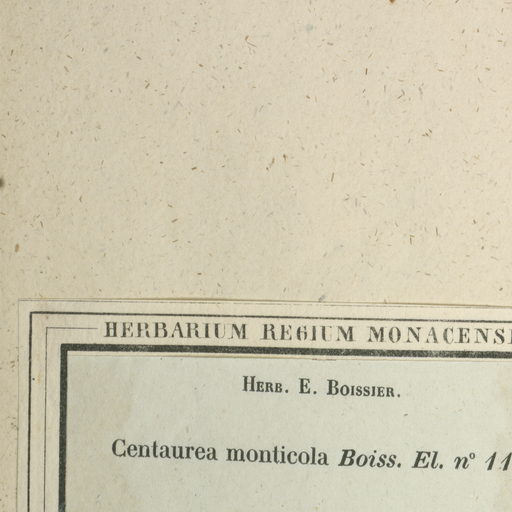 HERBARIUM REGIUM MONACENS
HERB. E. BOISSIER.
Centaurea monticola Boiss. El. nº 11